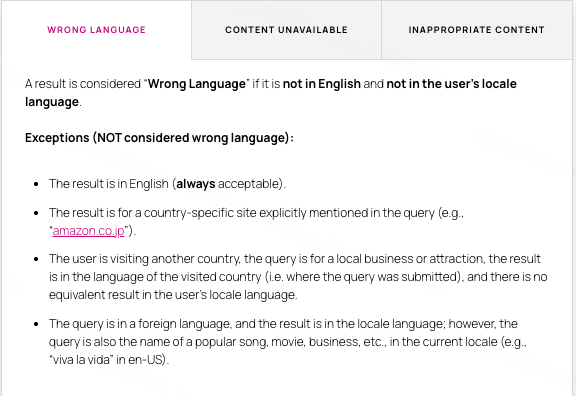 WRONG LANGUAGE
CONTENT UNAVAILABLE
INAPPROPRIATE CONTENT
A result is considered “Wrong Language” if it is not in English and not in the user's locale
language.
Exceptions (NOT considered wrong language):
• The result is in English (always acceptable).
• The result is for a country-specific site explicitly mentioned in the query (e.g.,
“amazon.co.jp”).
• The user is visiting another country, the query is for a local business or attraction, the result
is in the language of the visited country (i.e. where the query was submitted), and there is no
equivalent result in the user's locale language.
• The query is in a foreign language, and the result is in the locale language; however, the
query is also the name of a popular song, movie, business, etc., in the current locale (e.g.,
“viva la vida” in en-US).